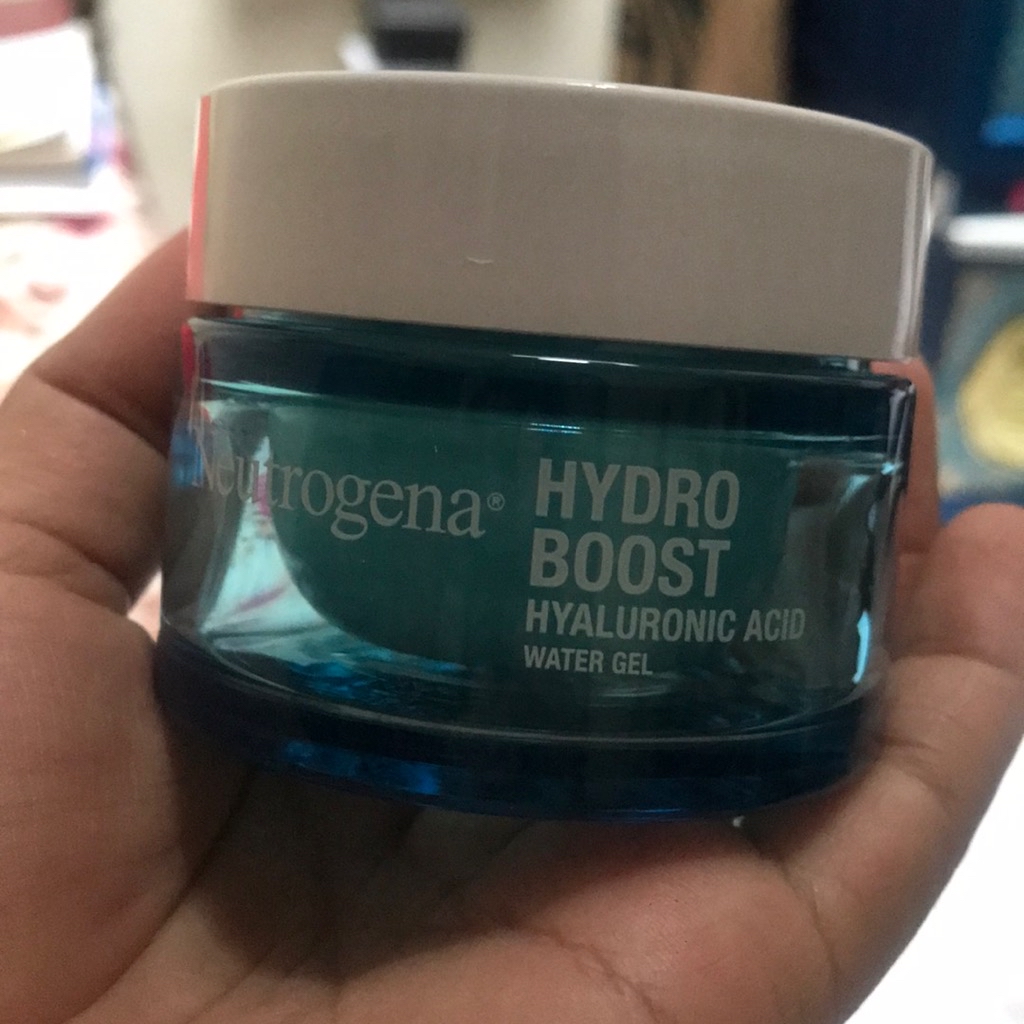 Neutrogena®
HYDRO
BOOST
HYALURONIC ACID
WATER GEL